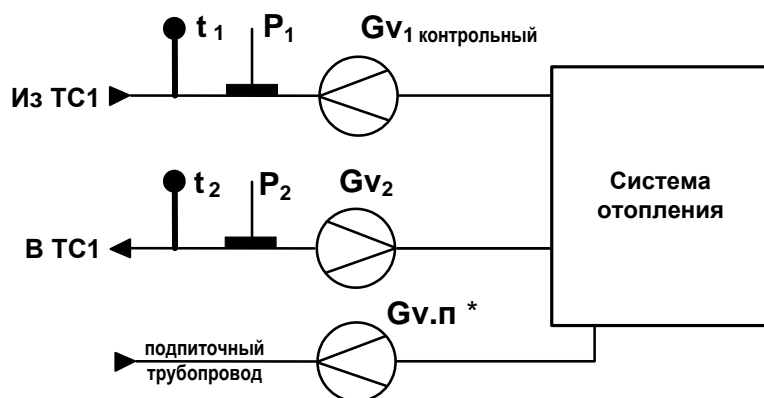 t 1 P1 Gv1 контрольный
Из ТС1
t 2 P2 Gv2
Система
отопления
В ТС1
Gv.п *
подпиточный
трубопровод